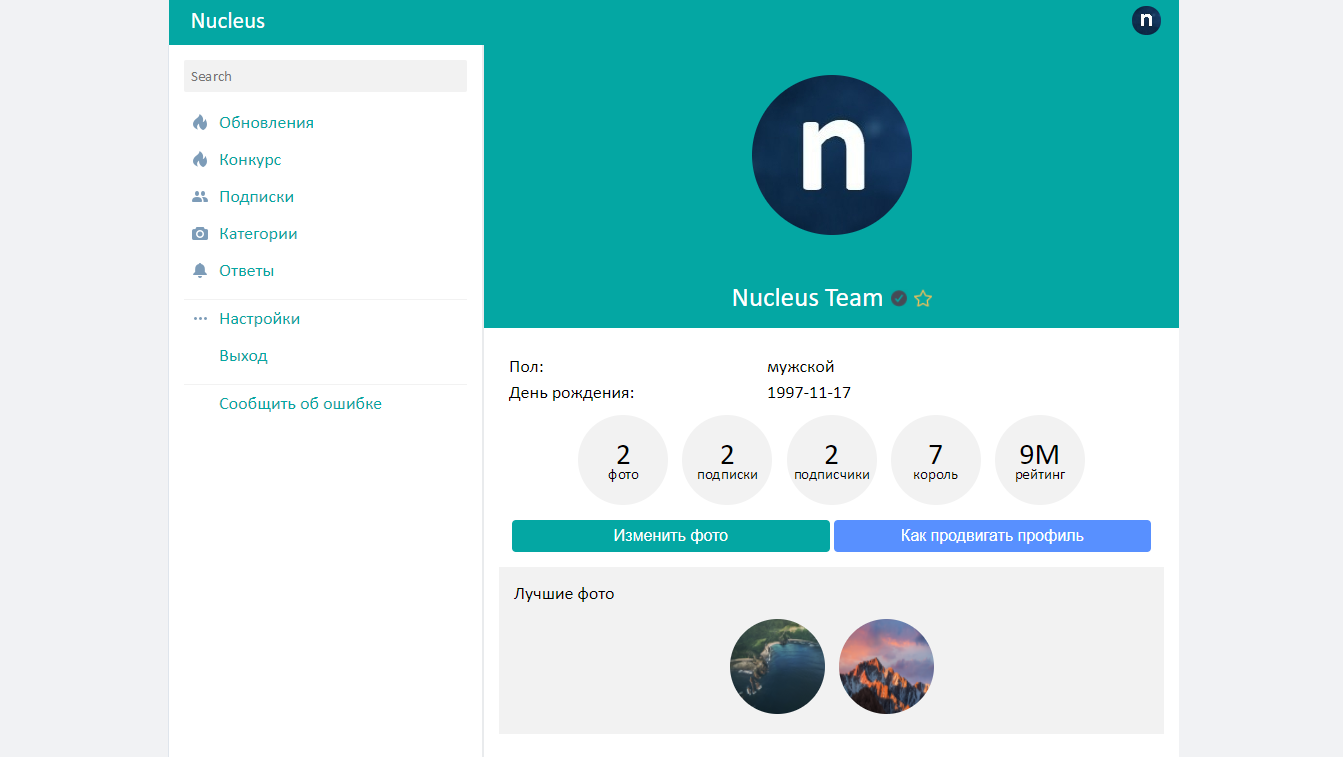 Nucleus
n
Search
Обновления
Конкурс
Подписки
Категории
Ответы
Настройки
Выход
Сообщить об ошибке
n
Nucleus Team
Пол: мужской
День рождения: 1997-11-17
2 2 2 7 9M
фото подписки подписчики король рейтинг
Изменить фото Как продвигать профиль
Лучшие фото